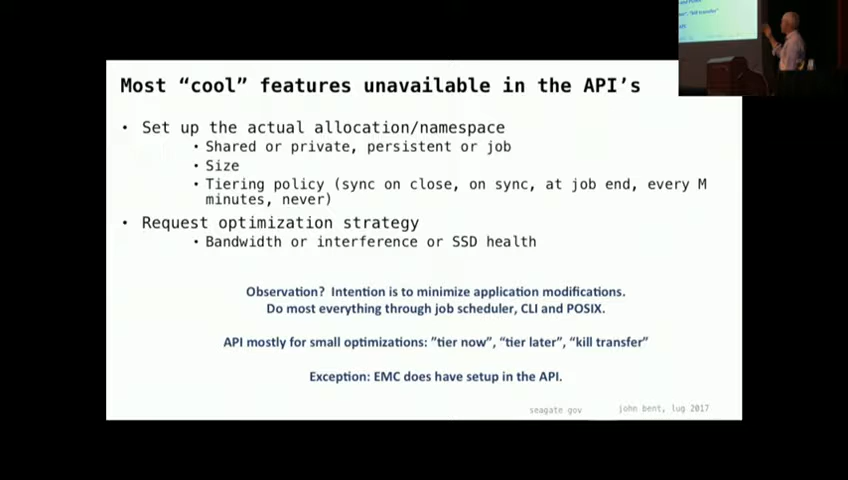 Most “cool” features unavailable in the API’s
• Set up the actual allocation/namespace
• Shared or private, persistent or job
• Size
• Tiering policy (sync on close, on sync, at job end, every M
minutes, never)
• Request optimization strategy
• Bandwidth or interference or SSD health
Observation? Intention is to minimize application modifications.
Do most everything through job scheduler, CLI and POSIX.
API mostly for small optimizations: ”tier now”, “tier later”, “kill transfer”
Exception: EMC does have setup in the API.
seagate gov john bent, lug 2017